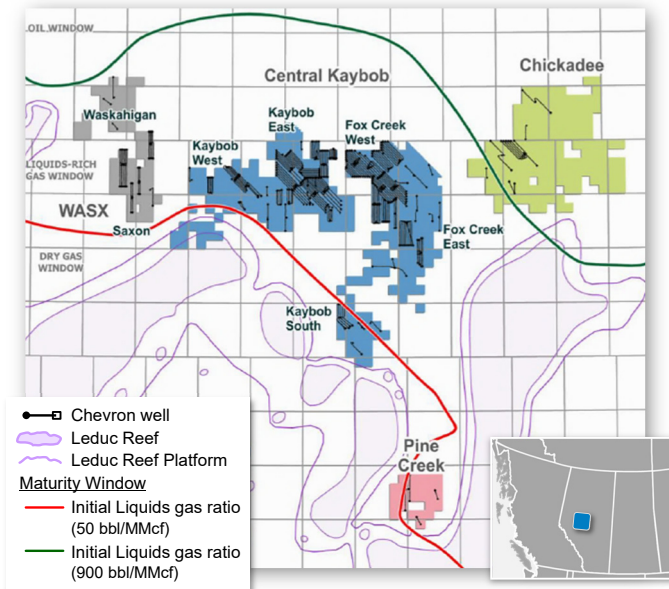 OIL WINDOW
Central Kaybob
Chickadee
Waskahigan
Kaybob
East
Fox Creek
West
Kaybob
West
LIQUIDS-RICH
GAS WINDOW
WASX
Saxon
Fox Creek
East
DRY GAS
WINDOW
Kaybob
South
Pine
Creek
Chevron well
Leduc Reef
Leduc Reef Platform
Maturity Window
Initial Liquids gas ratio
(50 bbl/MMcf)
Initial Liquids gas ratio
(900 bbl/MMcf)